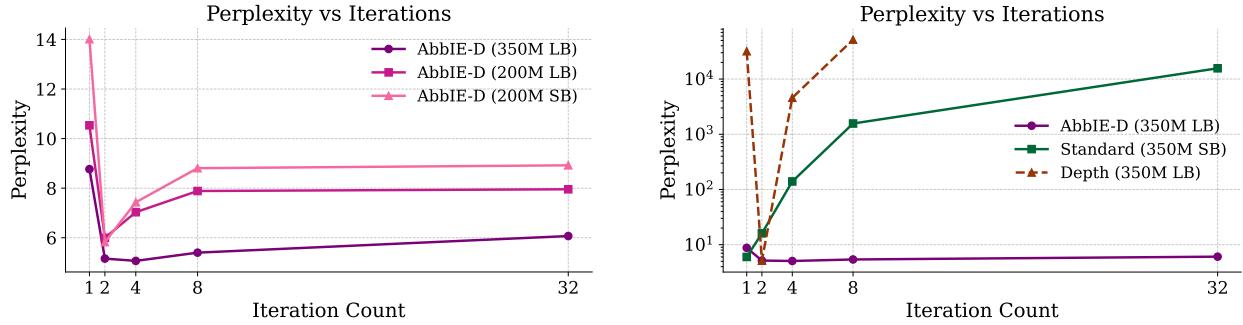 Perplexity vs Iterations
14
12
10
8
6
Perplexity
AbbIE-D (350M LB)
AbbIE-D (200M LB)
AbbIE-D (200M SB)
1 2 4 8 32
Iteration Count
Perplexity vs Iterations
10^4
10^3
10^2
10^1
Perplexity
AbbIE-D (350M LB)
Standard (350M SB)
Depth (350M LB)
1 2 4 8 32
Iteration Count